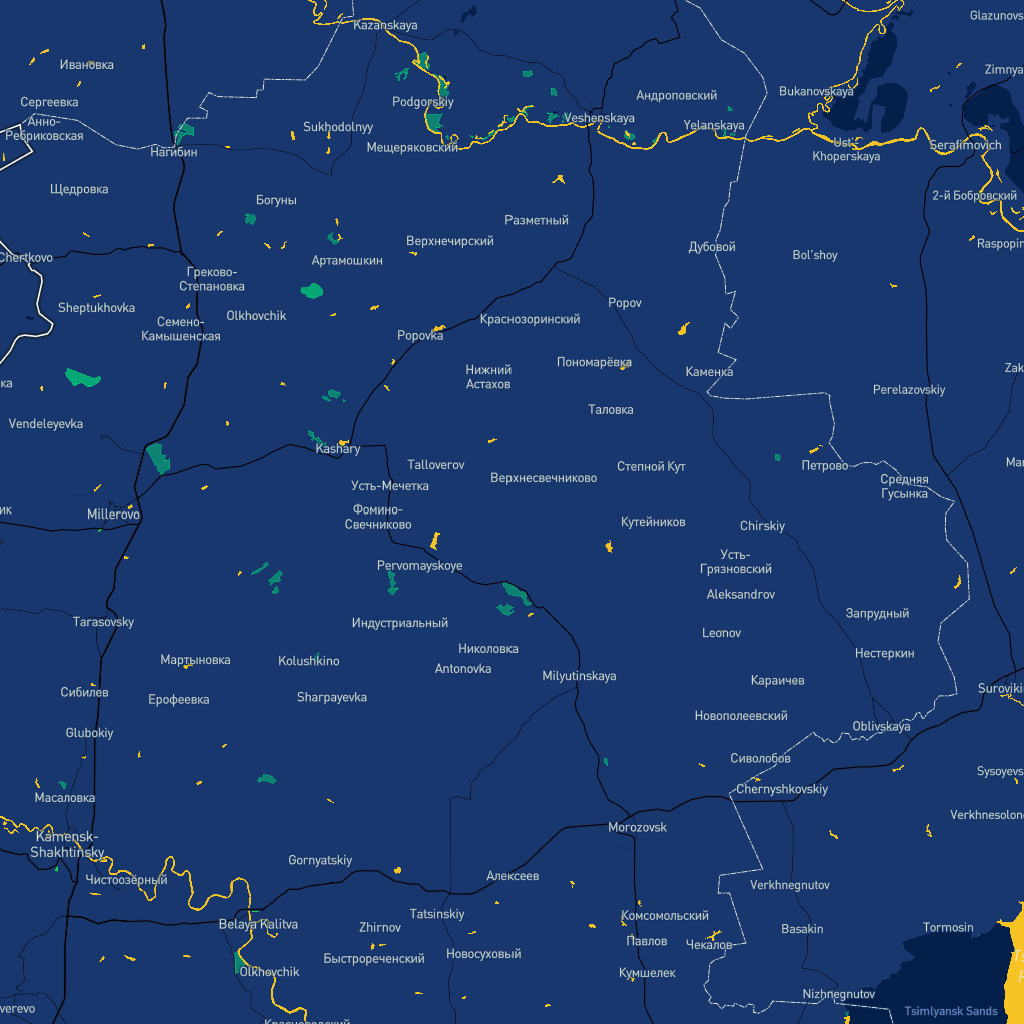 Kazanskaya
Glazunovs
Ивановка
Zimnya
Bukanovskaya
Андроповский
Сергеевка
Podgorskiy
Veshenskaya
Анно-
Ребриковская
Sukhodolnyy
Yelanskaya
Мещеряковский
Нагибин
Ust'-
Khoperskaya
Serafimovich
Щедровка
2-й Бобровский
Богуны
Разметный
Верхнечирский
Дубовой
Raspopin
Bol'shoy
Chertkovo
Артамошкин
Греково-
Степановка
Sheptukhovka
Popov
Olkhovchik
Краснозоринский
Семено-
Камышенская
Popovka
Пономарёвка
Zak
Нижний
Астахов
Каменка
ка
Perelazovskiy
Таловка
Vendeleyevka
Kashary
Talloverov
Степной Кут
Петрово
Mar
Верхнесвечниково
Средняя
Гусынка
Усть-Мечетка
ик
Millerovo
Фомино-
Свечниково
Кутейников
Chirskiy
Усть-
Грязновский
Pervomayskoye
Aleksandrov
Запрудный
Tarasovsky
Индустриальный
Leonov
Николовка
Нестеркин
Мартыновка
Kolushkino
Antonovka
Milyutinskaya
Караичев
Сибилев
Ерофеевка
Sharpayevka
Suroviki
Новополеевский
Oblivskaya
Glubokiy
Сиволобов
Sysoyevs
Chernyshkovskiy
Масаловка
Verkhnesolono
Morozovsk
Kamensk-
Shakhtinsky
Gornyatskiy
Чистоозёрный
Алексеев
Verkhnegnutov
Tatsinskiy
Комсомольский
Belaya Kalitva
Zhirnov
Basakin
Tormosin
Павлов
Чекалов
Быстрореченский
Новосуховый
Olkhovchik
Кумшелек
Nizhnegnutov
verevo
Tsimlyansk Sands